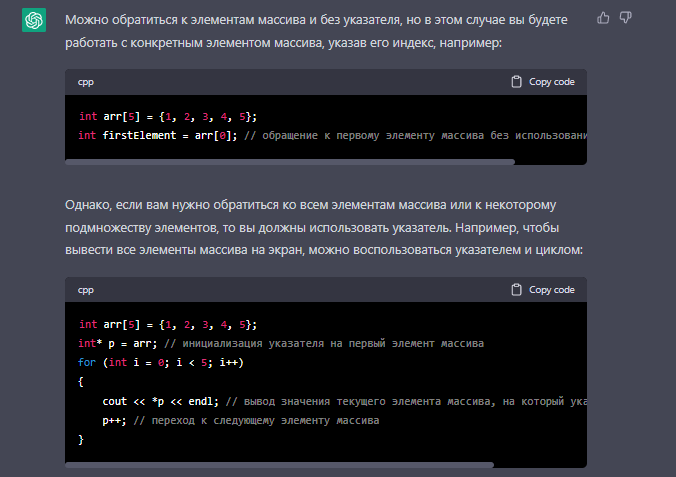 Можно обратиться к элементам массива и без указателя, но в этом случае вы будете
работать с конкретным элементом массива, указав его индекс, например:
cpp
Copy code
int arr[5] = {1, 2, 3, 4, 5};
int firstElement = arr[0]; // обращение к первому элементу массива без
Однако, если вам нужно обратиться ко всем элементам массива или к некоторому
подмножеству элементов, то вы должны использовать указатель. Например, чтобы
вывести все элементы массива на экран, можно воспользоваться указателем и циклом:
cpp
Copy code
int arr[5] = {1, 2, 3, 4, 5};
int* p = arr; // инициализация указателя на первый элемент массива
for (int i = 0; i < 5; i++)
{
cout << *p << endl; // вывод значения текущего элемента массива, на который
p++; // переход к следующему элементу массива
}